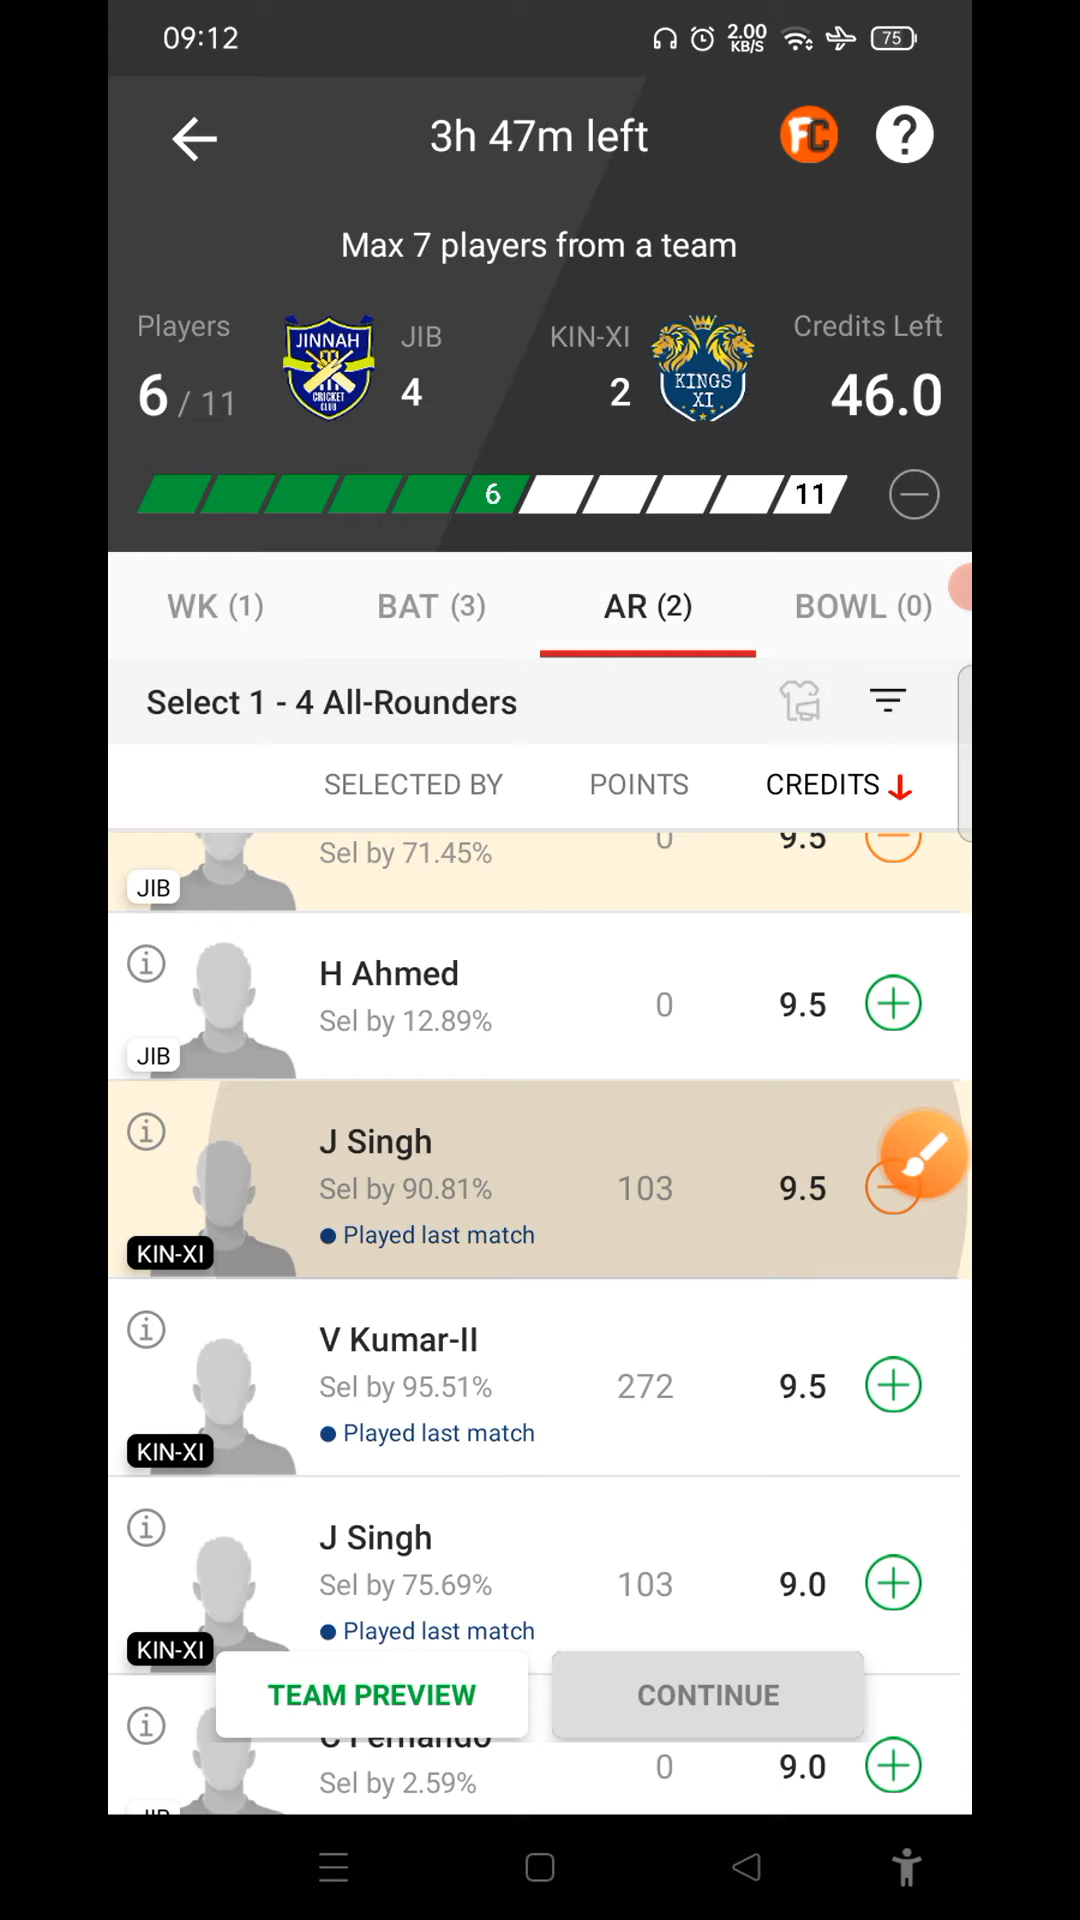 09:12
2.00
KB/S
75
3h 47m left
FC
?
Max 7 players from a team
Players
JINNAH
CRICKET
CLUB
JIB
KIN-XI
KINGS
XI
Credits Left
6 / 11
4
2
46.0
6
11
WK (1)
BAT (3)
AR (2)
BOWL (0)
Select 1 - 4 All-Rounders
SELECTED BY
POINTS
CREDITS
Sel by 71.45%
0
9.5
JIB
H Ahmed
Sel by 12.89%
0
9.5
JIB
J Singh
Sel by 90.81%
103
9.5
Played last match
KIN-XI
V Kumar-II
Sel by 95.51%
272
9.5
Played last match
KIN-XI
J Singh
Sel by 75.69%
103
9.0
Played last match
KIN-XI
TEAM PREVIEW
CONTINUE
C Fernando
Sel by 2.59%
0
9.0
JIB